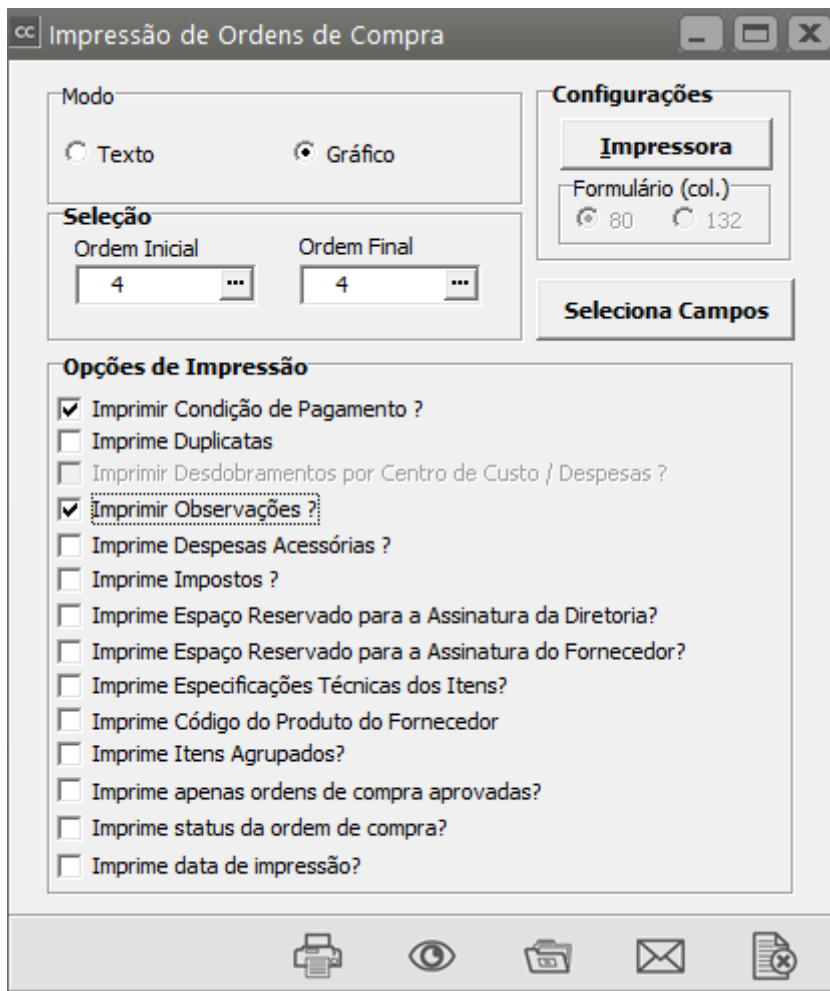 cc Impressão de Ordens de Compra
Modo
Texto Gráfico
Configurações
Impressora
Formulário (col.)
80 132
Seleção
Ordem Inicial Ordem Final
4 ... 4 ...
Seleciona Campos
Opções de Impressão
Imprimir Condição de Pagamento ?
Imprime Duplicatas
Imprimir Desdobramentos por Centro de Custo / Despesas ?
Imprimir Observações ?
Imprime Despesas Acessórias ?
Imprime Impostos ?
Imprime Espaço Reservado para a Assinatura da Diretoria?
Imprime Espaço Reservado para a Assinatura do Fornecedor?
Imprime Especificações Técnicas dos Itens?
Imprime Código do Produto do Fornecedor
Imprime Itens Agrupados?
Imprime apenas ordens de compra aprovadas?
Imprime status da ordem de compra?
Imprime data de impressão?